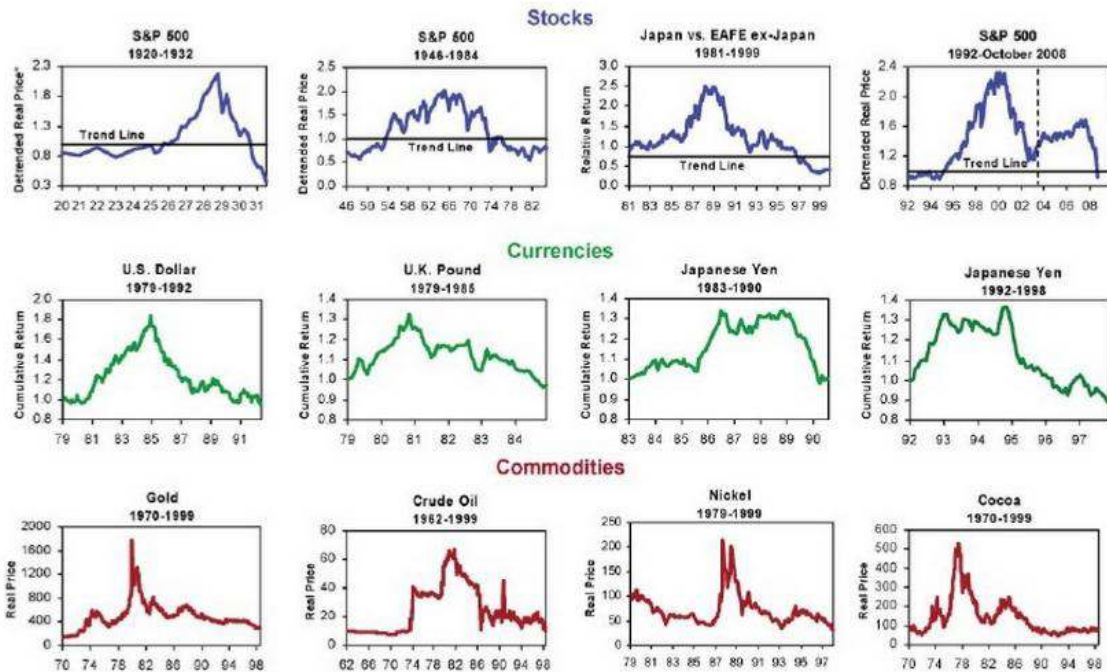 Stocks
S&P 500
1920-1932
Detrended Real Price*
2.3
1.8
1.3
0.8
0.3
Trend Line
20 21 22 23 24 25 26 27 28 29 30 31
S&P 500
1946-1984
Detrended Real Price
2.5
2.0
1.5
1.0
0.5
0.0
Trend Line
46 50 54 58 62 66 70 74 78 82
Japan vs. EAFE ex-Japan
1981-1999
Relative Return
3.0
2.5
2.0
1.5
1.0
0.5
0.0
Trend Line
81 83 85 87 89 91 93 95 97 99
S&P 500
1992-October 2008
Detrended Real Price
2.4
2.0
1.6
1.2
0.8
Trend Line
92 94 96 98 00 02 04 06 08
Currencies
U.S. Dollar
1979-1992
Cumulative Return
2.0
1.8
1.6
1.4
1.2
1.0
0.8
79 81 83 85 87 89 91
U.K. Pound
1979-1985
Cumulative Return
1.4
1.3
1.2
1.1
1.0
0.9
0.8
79 80 81 82 83 84
Japanese Yen
1983-1990
Cumulative Return
1.4
1.3
1.2
1.1
1.0
0.9
0.8
83 84 85 86 87 88 89 90
Japanese Yen
1992-1998
Cumulative Return
1.4
1.3
1.2
1.1
1.0
0.9
0.8
92 93 94 95 96 97
Commodities
Gold
1970-1999
Real Price
2000
1600
1200
800
400
0
70 74 78 82 86 90 94 98
Crude Oil
1962-1999
Real Price
80
60
40
20
0
62 66 70 74 78 82 86 90 94 98
Nickel
1979-1999
Real Price
250
200
150
100
50
0
79 81 83 85 87 89 91 93 95 97
Cocoa
1970-1999
Real Price
600
500
400
300
200
100
0
70 74 78 82 86 90 94 98